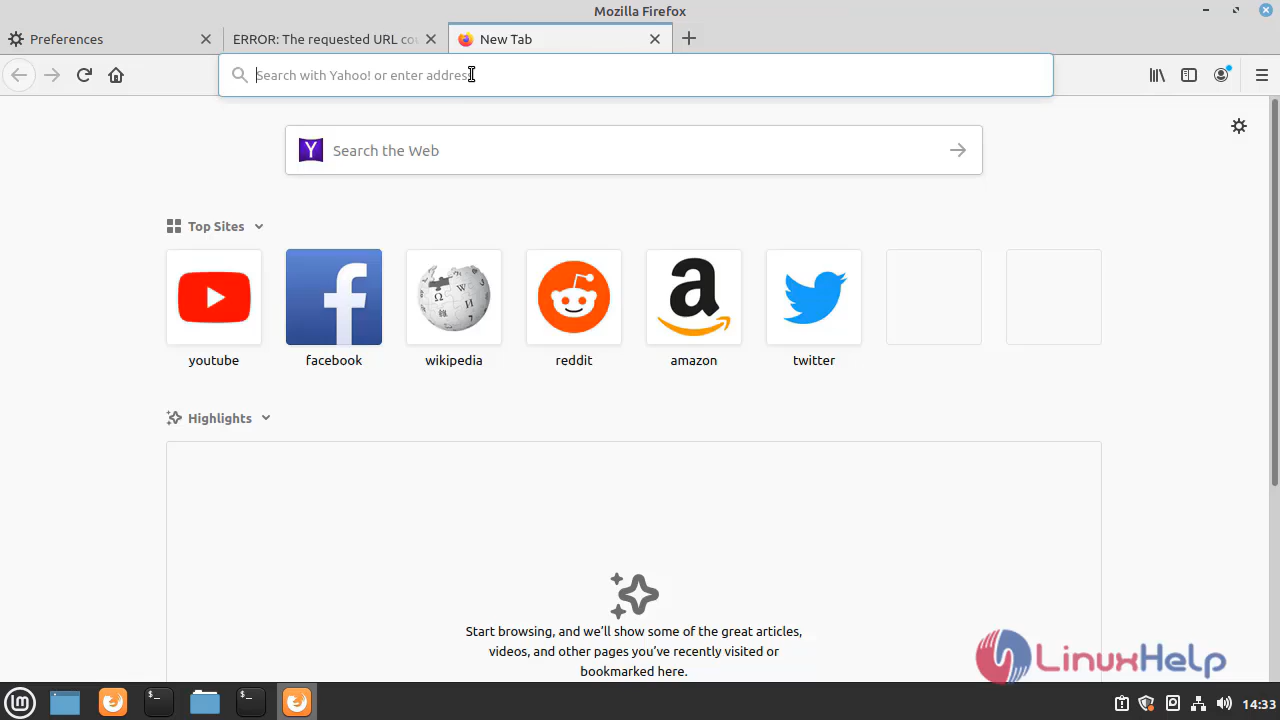 Mozilla Firefox
Preferences
ERROR: The requested URL cou
New Tab
Search with Yahoo! or enter address
Y Search the Web
Top Sites
youtube
facebook
wikipedia
reddit
amazon
twitter
Highlights
Start browsing, and we'll show some of the great articles,
videos, and other pages you've recently visited or
bookmarked here.
LinuxHelp
14:33